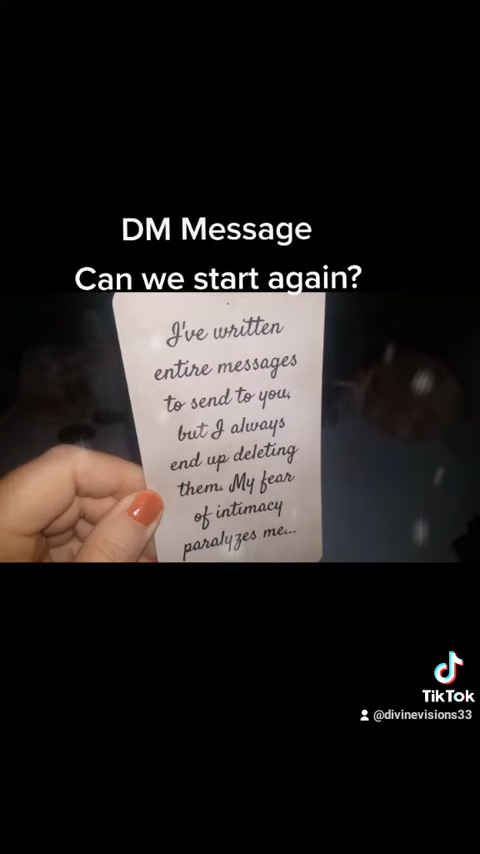 DM Message
Can we start again?
I've written
entire messages
to send to you,
but I always
end up deleting
them. My fear
of intimacy
paralyzes me...
TikTok
@divinevisions33